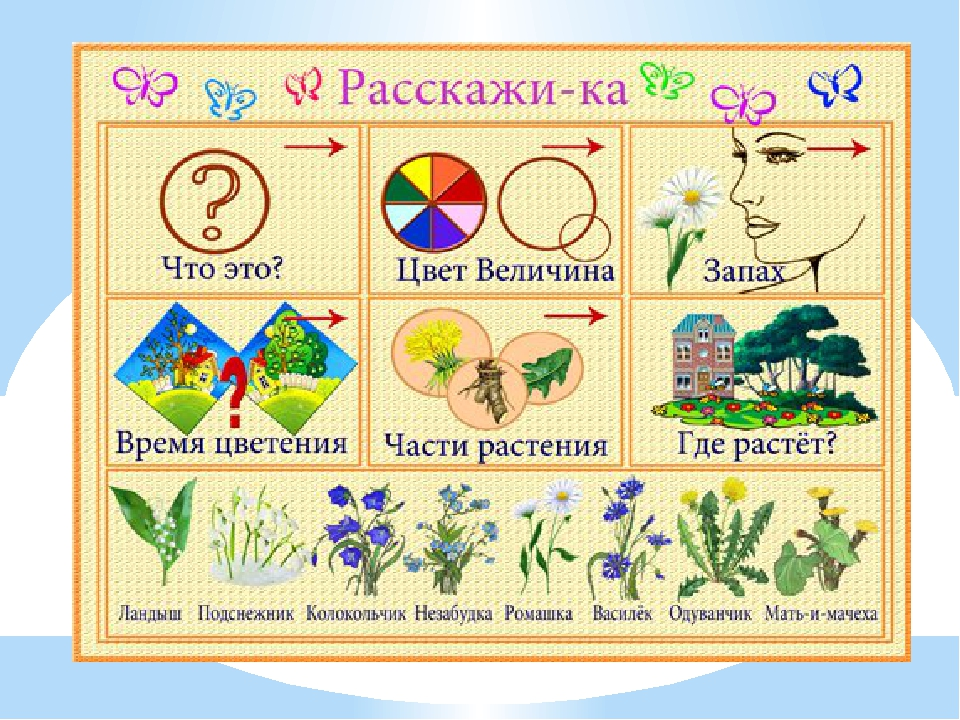 Расскажи-ка
?
Что это?
Цвет Величина
Запах
?
Время цветения
Части растения
Где растёт?
Ландыш Подснежник Колокольчик Незабудка Ромашка Василёк Одуванчик Мать-и-мачеха